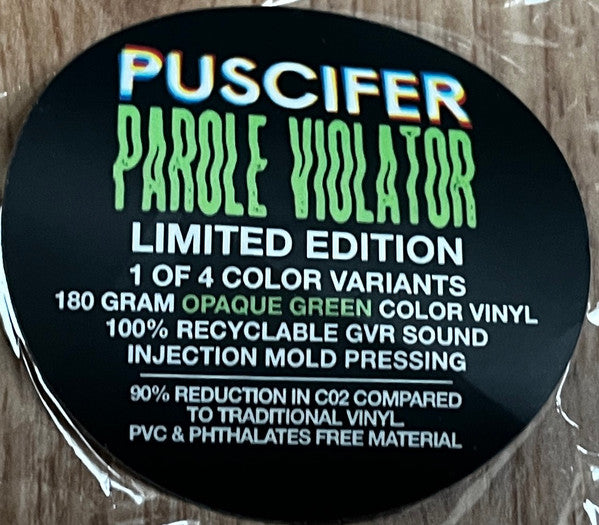 PUSCIFER
PAROLE VIOLATOR
LIMITED EDITION
1 OF 4 COLOR VARIANTS
180 GRAM OPAQUE GREEN COLOR VINYL
100% RECYCLABLE GVR SOUND
INJECTION MOLD PRESSING
90% REDUCTION IN C02 COMPARED
TO TRADITIONAL VINYL.
PVC & PHTHALATES FREE MATERIAL